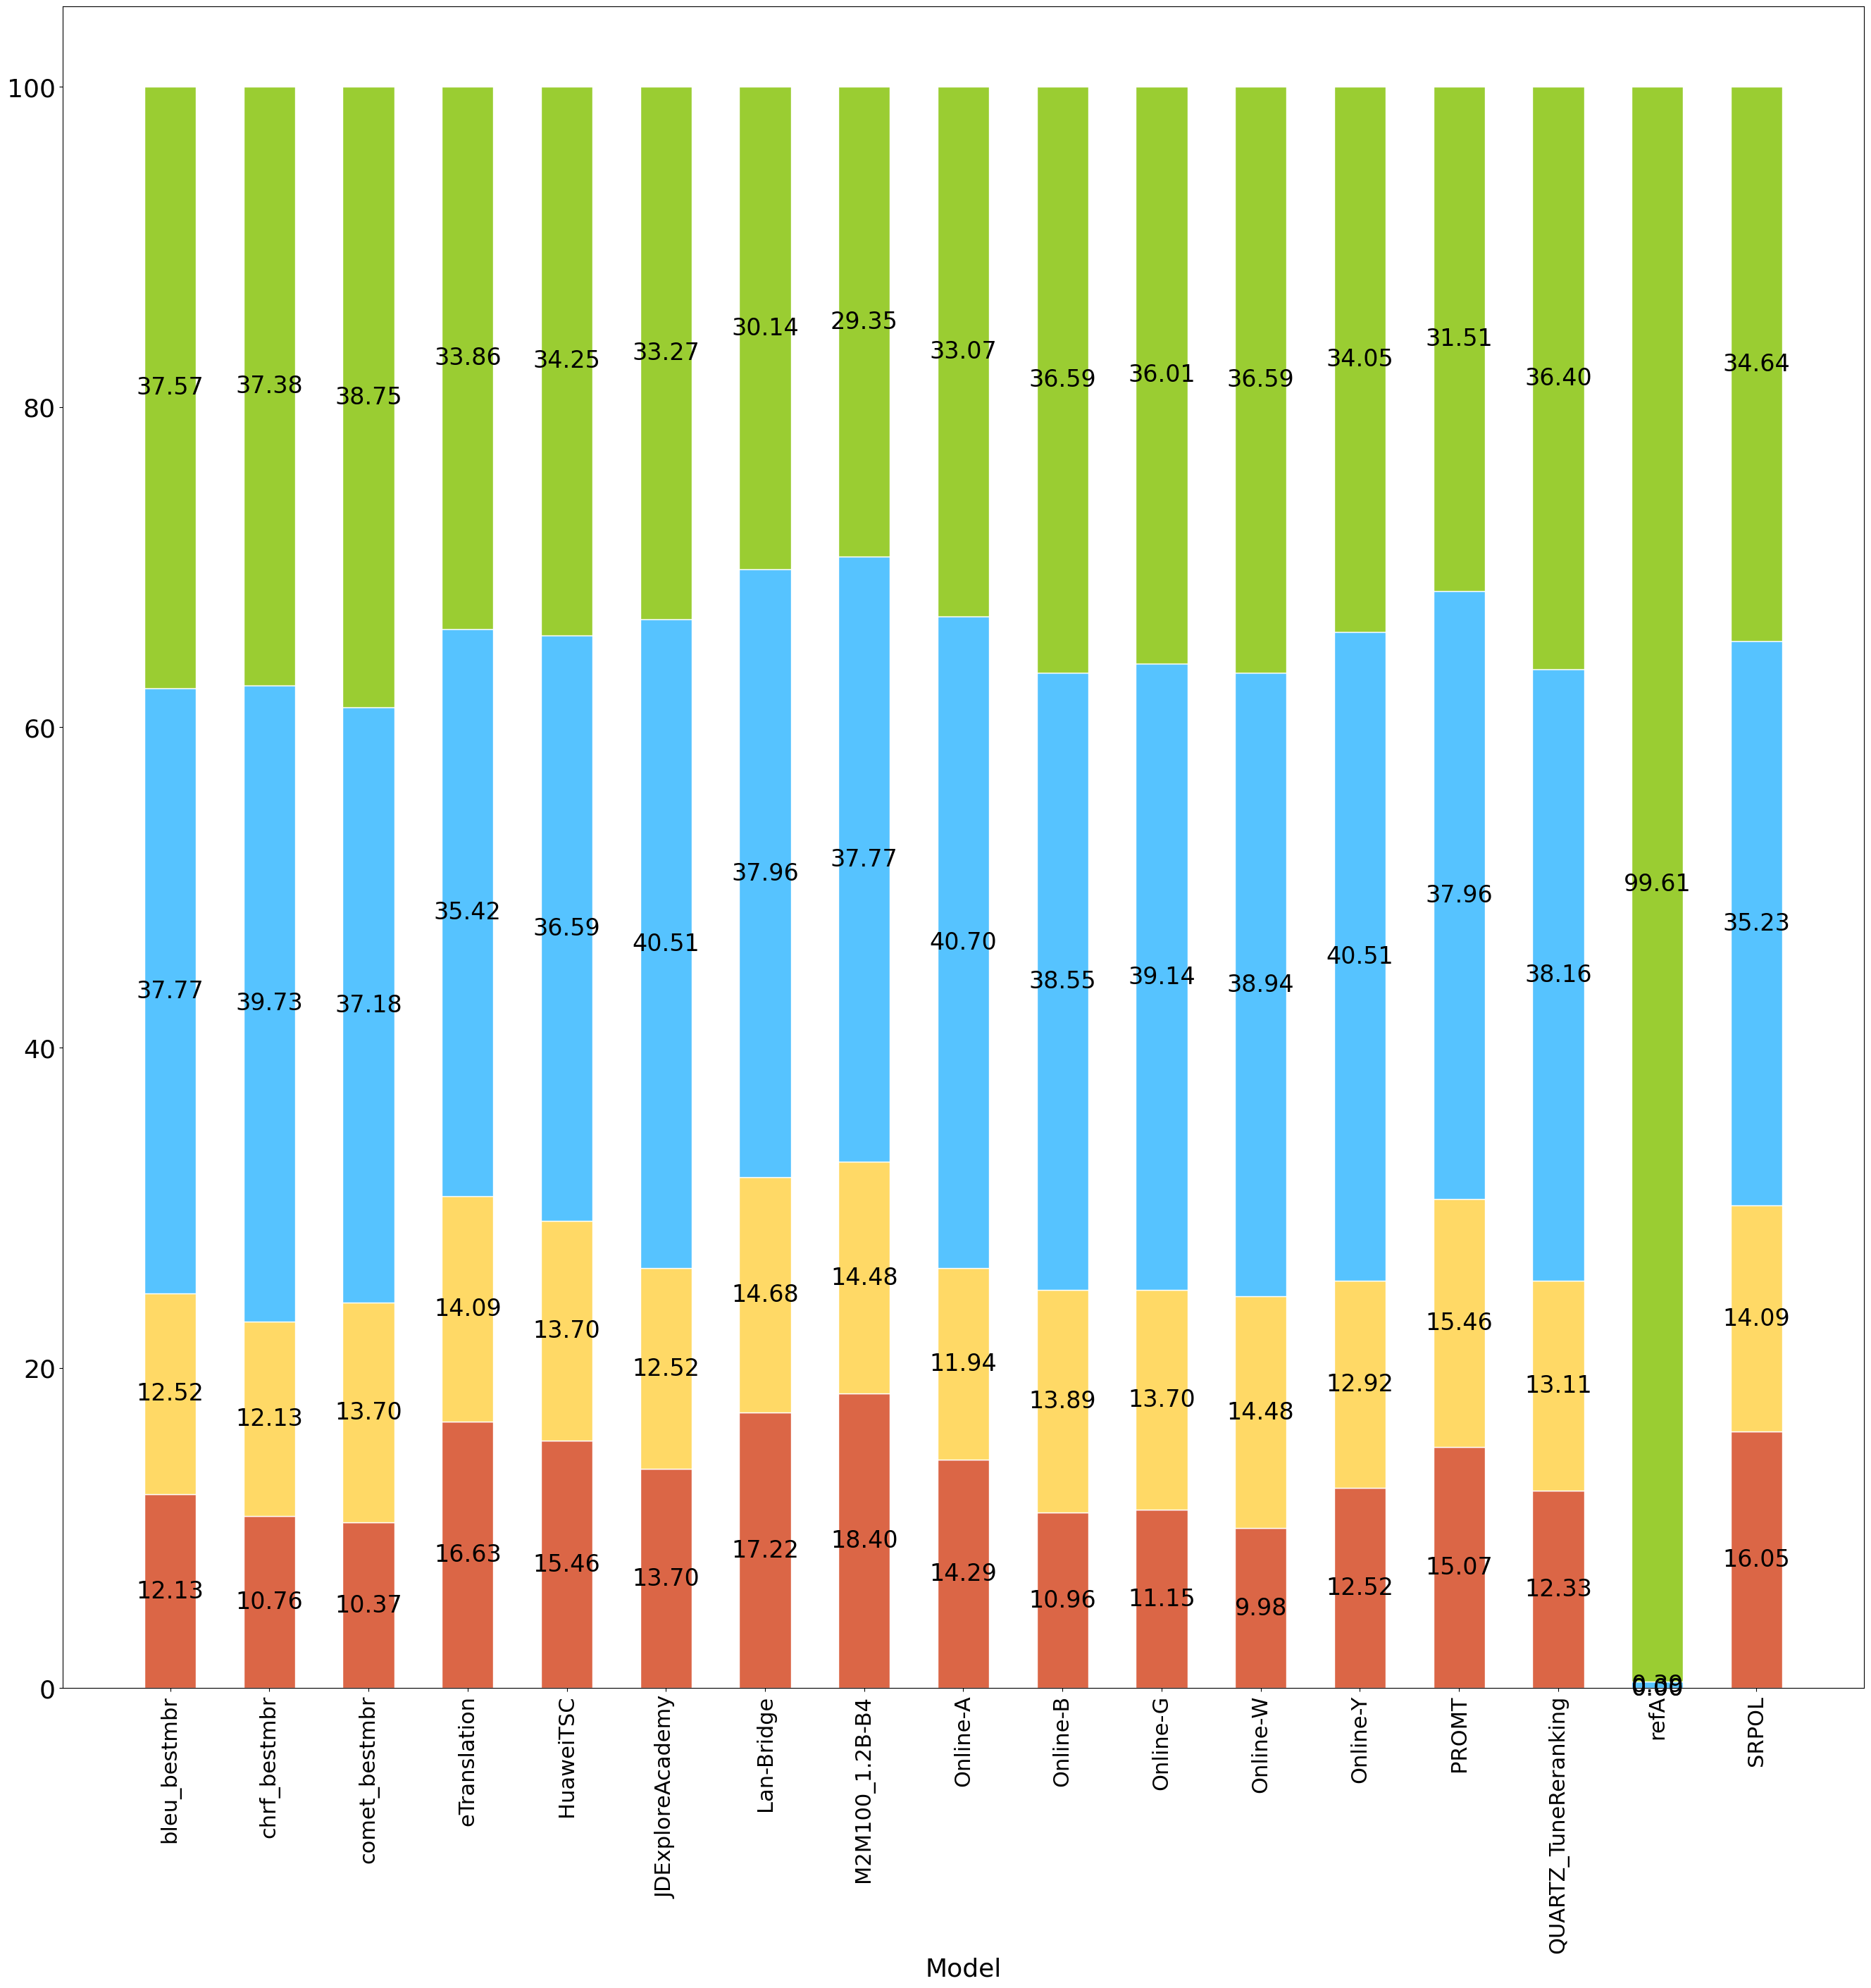 100
80
60
40
20
0
37.57 37.38 38.75 33.86 34.25 33.27 30.14 29.35 33.07 36.59 36.01 36.59 34.05 31.51 36.40 99.61 34.64
37.77 39.73 37.18 35.42 36.59 40.51 37.96 37.77 40.70 38.55 39.14 38.94 40.51 37.96 38.16 35.23
12.52 12.13 13.70 14.09 13.70 12.52 14.68 14.48 11.94 13.89 13.70 14.48 12.92 15.46 13.11 14.09
12.13 10.76 10.37 16.63 15.46 13.70 17.22 18.40 14.29 10.96 11.15 9.98 12.52 15.07 12.33 16.05
bleu_bestmbr
chrf_bestmbr
comet_bestmbr
eTranslation
HuaweiTSC
JDExploreAcademy
Lan-Bridge
M2M100_1.2B-B4
Online-A
Online-B
Online-G
Online-W
Online-Y
PROMT
QUARTZ_TuneReranking
refA
SRPOL
Model